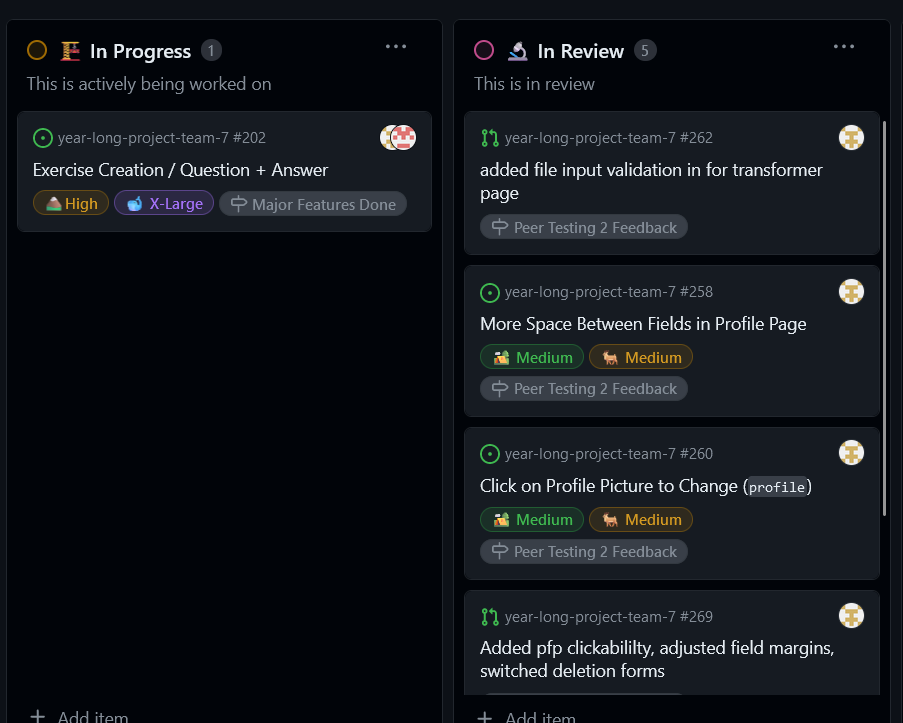 In Progress 1
This is actively being worked on
year-long-project-team-7 #202
Exercise Creation / Question + Answer
High X-Large Major Features Done
Add item
In Review 5
This is in review
year-long-project-team-7 #262
added file input validation in for transformer
page
Peer Testing 2 Feedback
year-long-project-team-7 #258
More Space Between Fields in Profile Page
Medium Medium
Peer Testing 2 Feedback
year-long-project-team-7 #260
Click on Profile Picture to Change (profile)
Medium Medium
Peer Testing 2 Feedback
year-long-project-team-7 #269
Added pfp clickabililty, adjusted field margins,
switched deletion forms
Add item